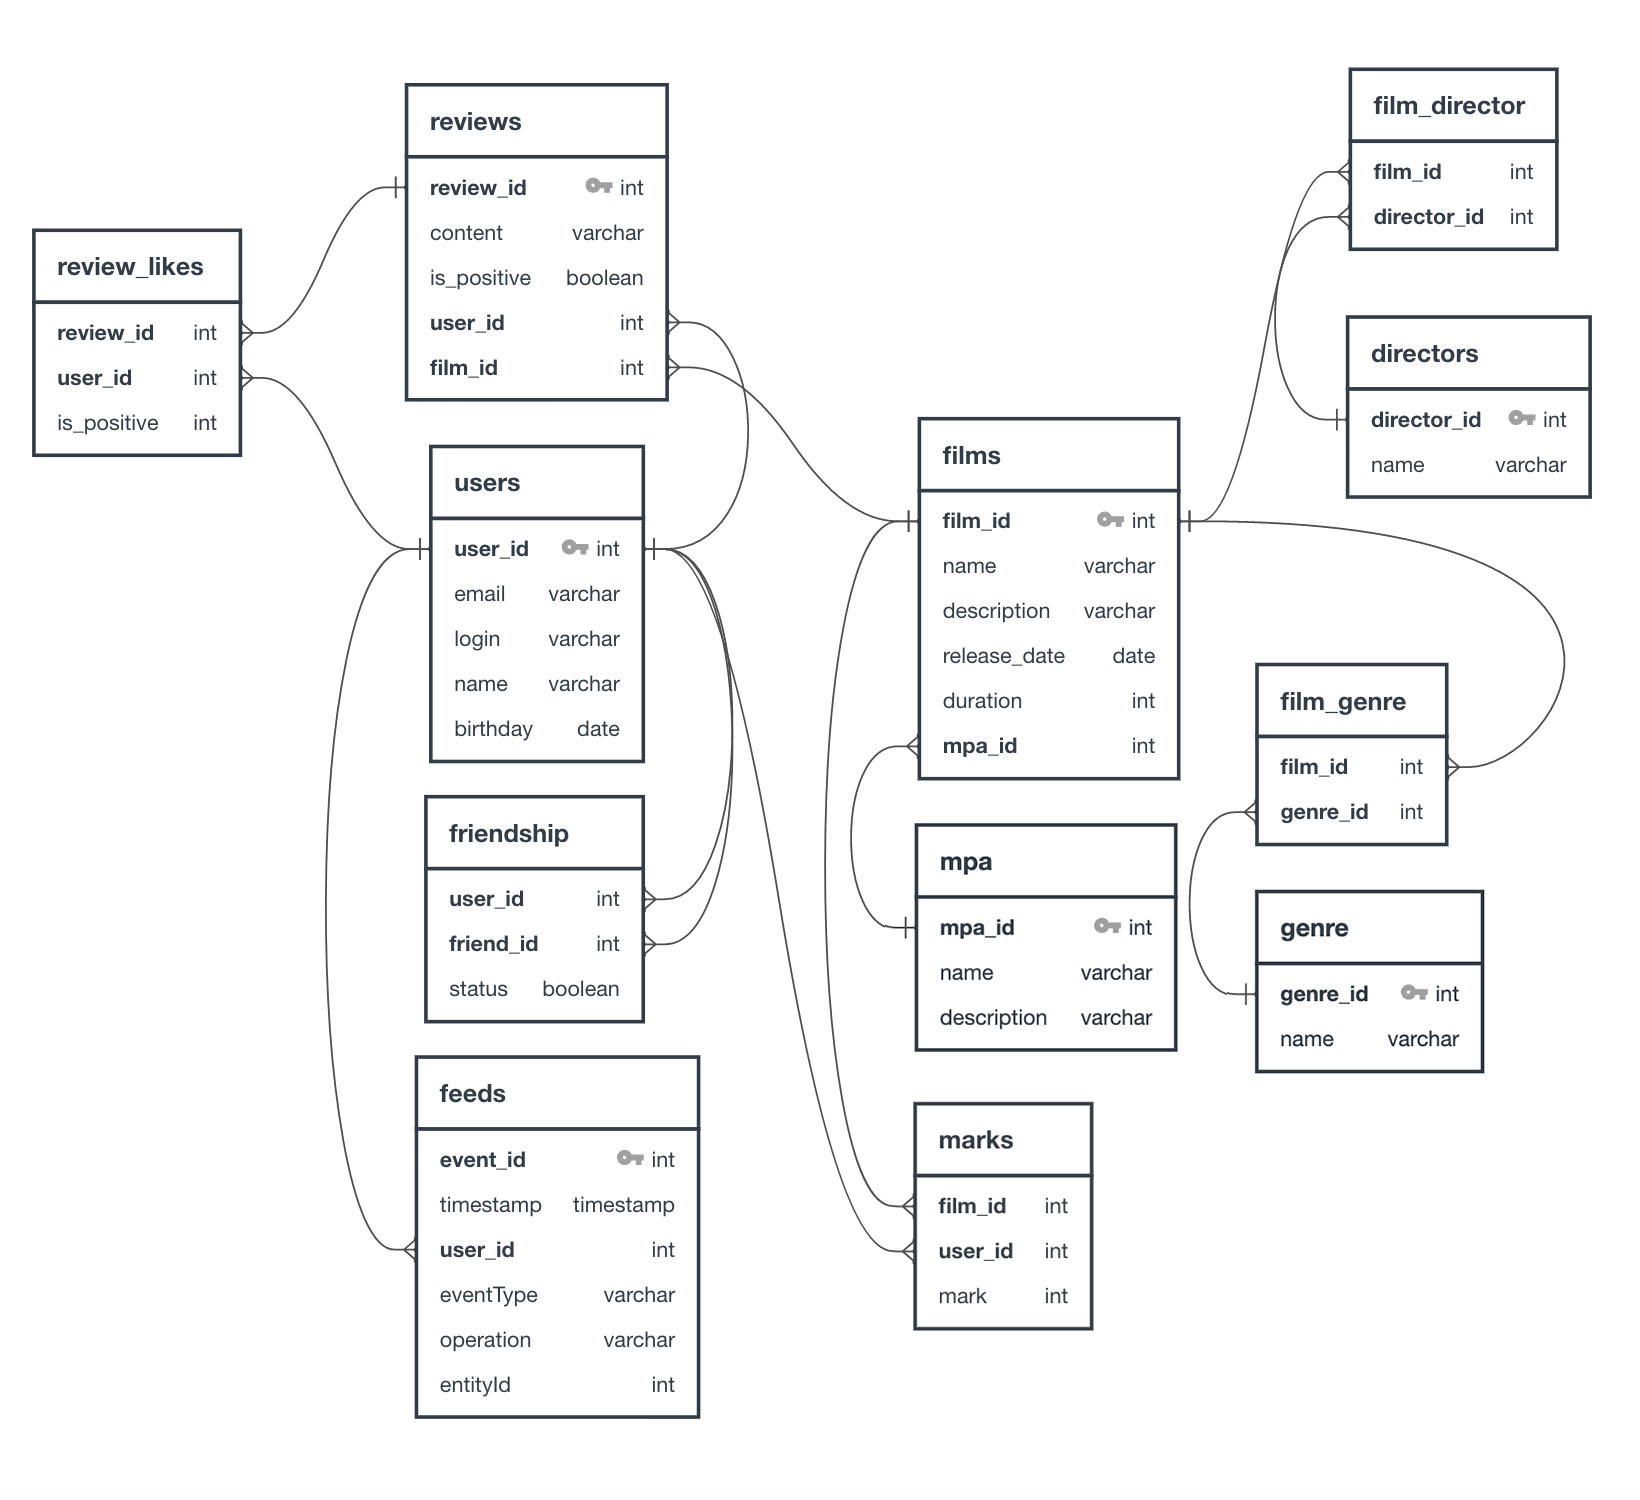 reviews
review_id int
content varchar
is_positive boolean
user_id int
film_id int
review_likes
review_id int
user_id int
is_positive int
users
user_id int
email varchar
login varchar
name varchar
birthday date
friendship
user_id int
friend_id int
status boolean
feeds
event_id int
timestamp timestamp
user_id int
eventType varchar
operation varchar
entityId int
films
film_id int
name varchar
description varchar
release_date date
duration int
mpa_id int
mpa
mpa_id int
name varchar
description varchar
marks
film_id int
user_id int
mark int
film_director
film_id int
director_id int
directors
director_id int
name varchar
film_genre
film_id int
genre_id int
genre
genre_id int
name varchar